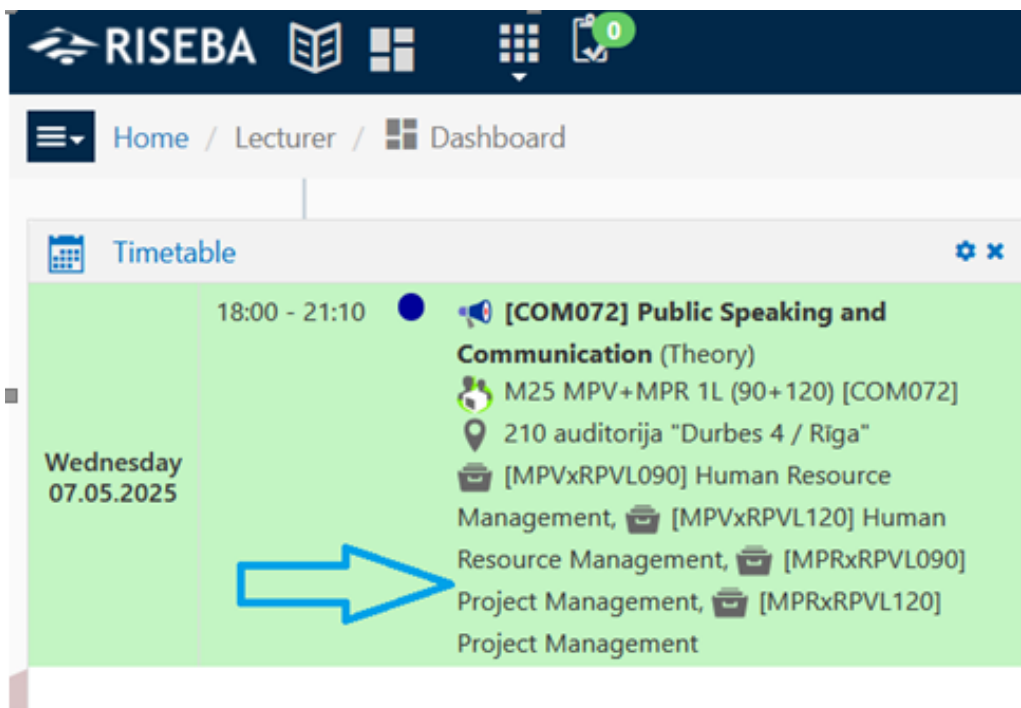 RISEBA
0
Home / Lecturer / Dashboard
Timetable
18:00 - 21:10
[COM072] Public Speaking and
Communication (Theory)
M25 MPV+MPR 1L (90+120) [COM072]
210 auditorija "Durbes 4 / Rīga"
Wednesday
07.05.2025
[MPVxRPVL090] Human Resource
Management, [MPVxRPVL120] Human
Resource Management, [MPRxRPVL090]
Project Management, [MPRxRPVL120]
Project Management